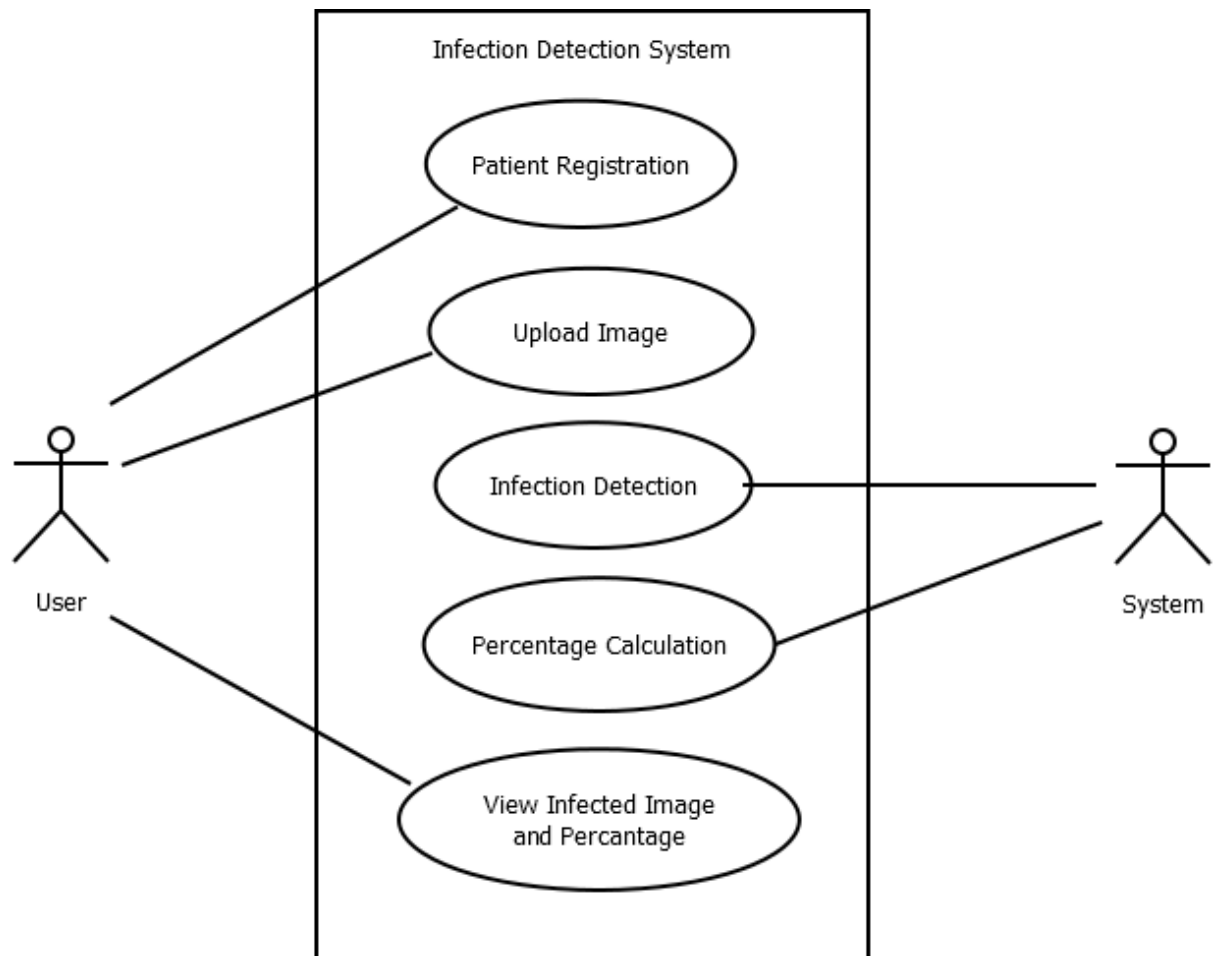 Infection Detection System
Patient Registration
Upload Image
Infection Detection
Percentage Calculation
View Infected Image
and Percantage
User
System